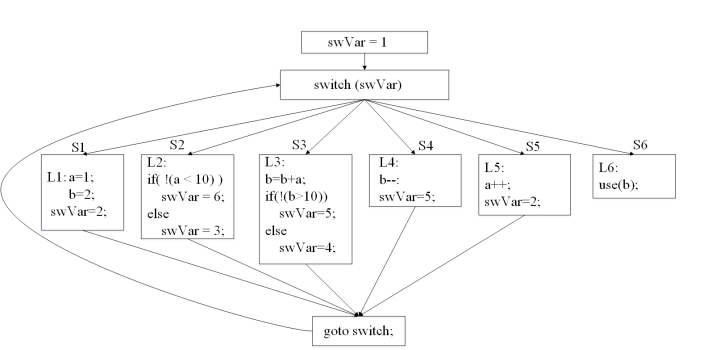 swVar = 1
switch (swVar)
S1
L1: a=1;
b=2;
swVar=2;
S2
L2:
if( !(a < 10) )
swVar = 6;
else
swVar = 3;
S3
L3:
b=b+a;
if(!(b>10))
swVar=5;
else
swVar=4;
S4
L4:
b--:
swVar=5;
S5
L5:
a++;
swVar=2;
S6
L6:
use(b);
goto switch;